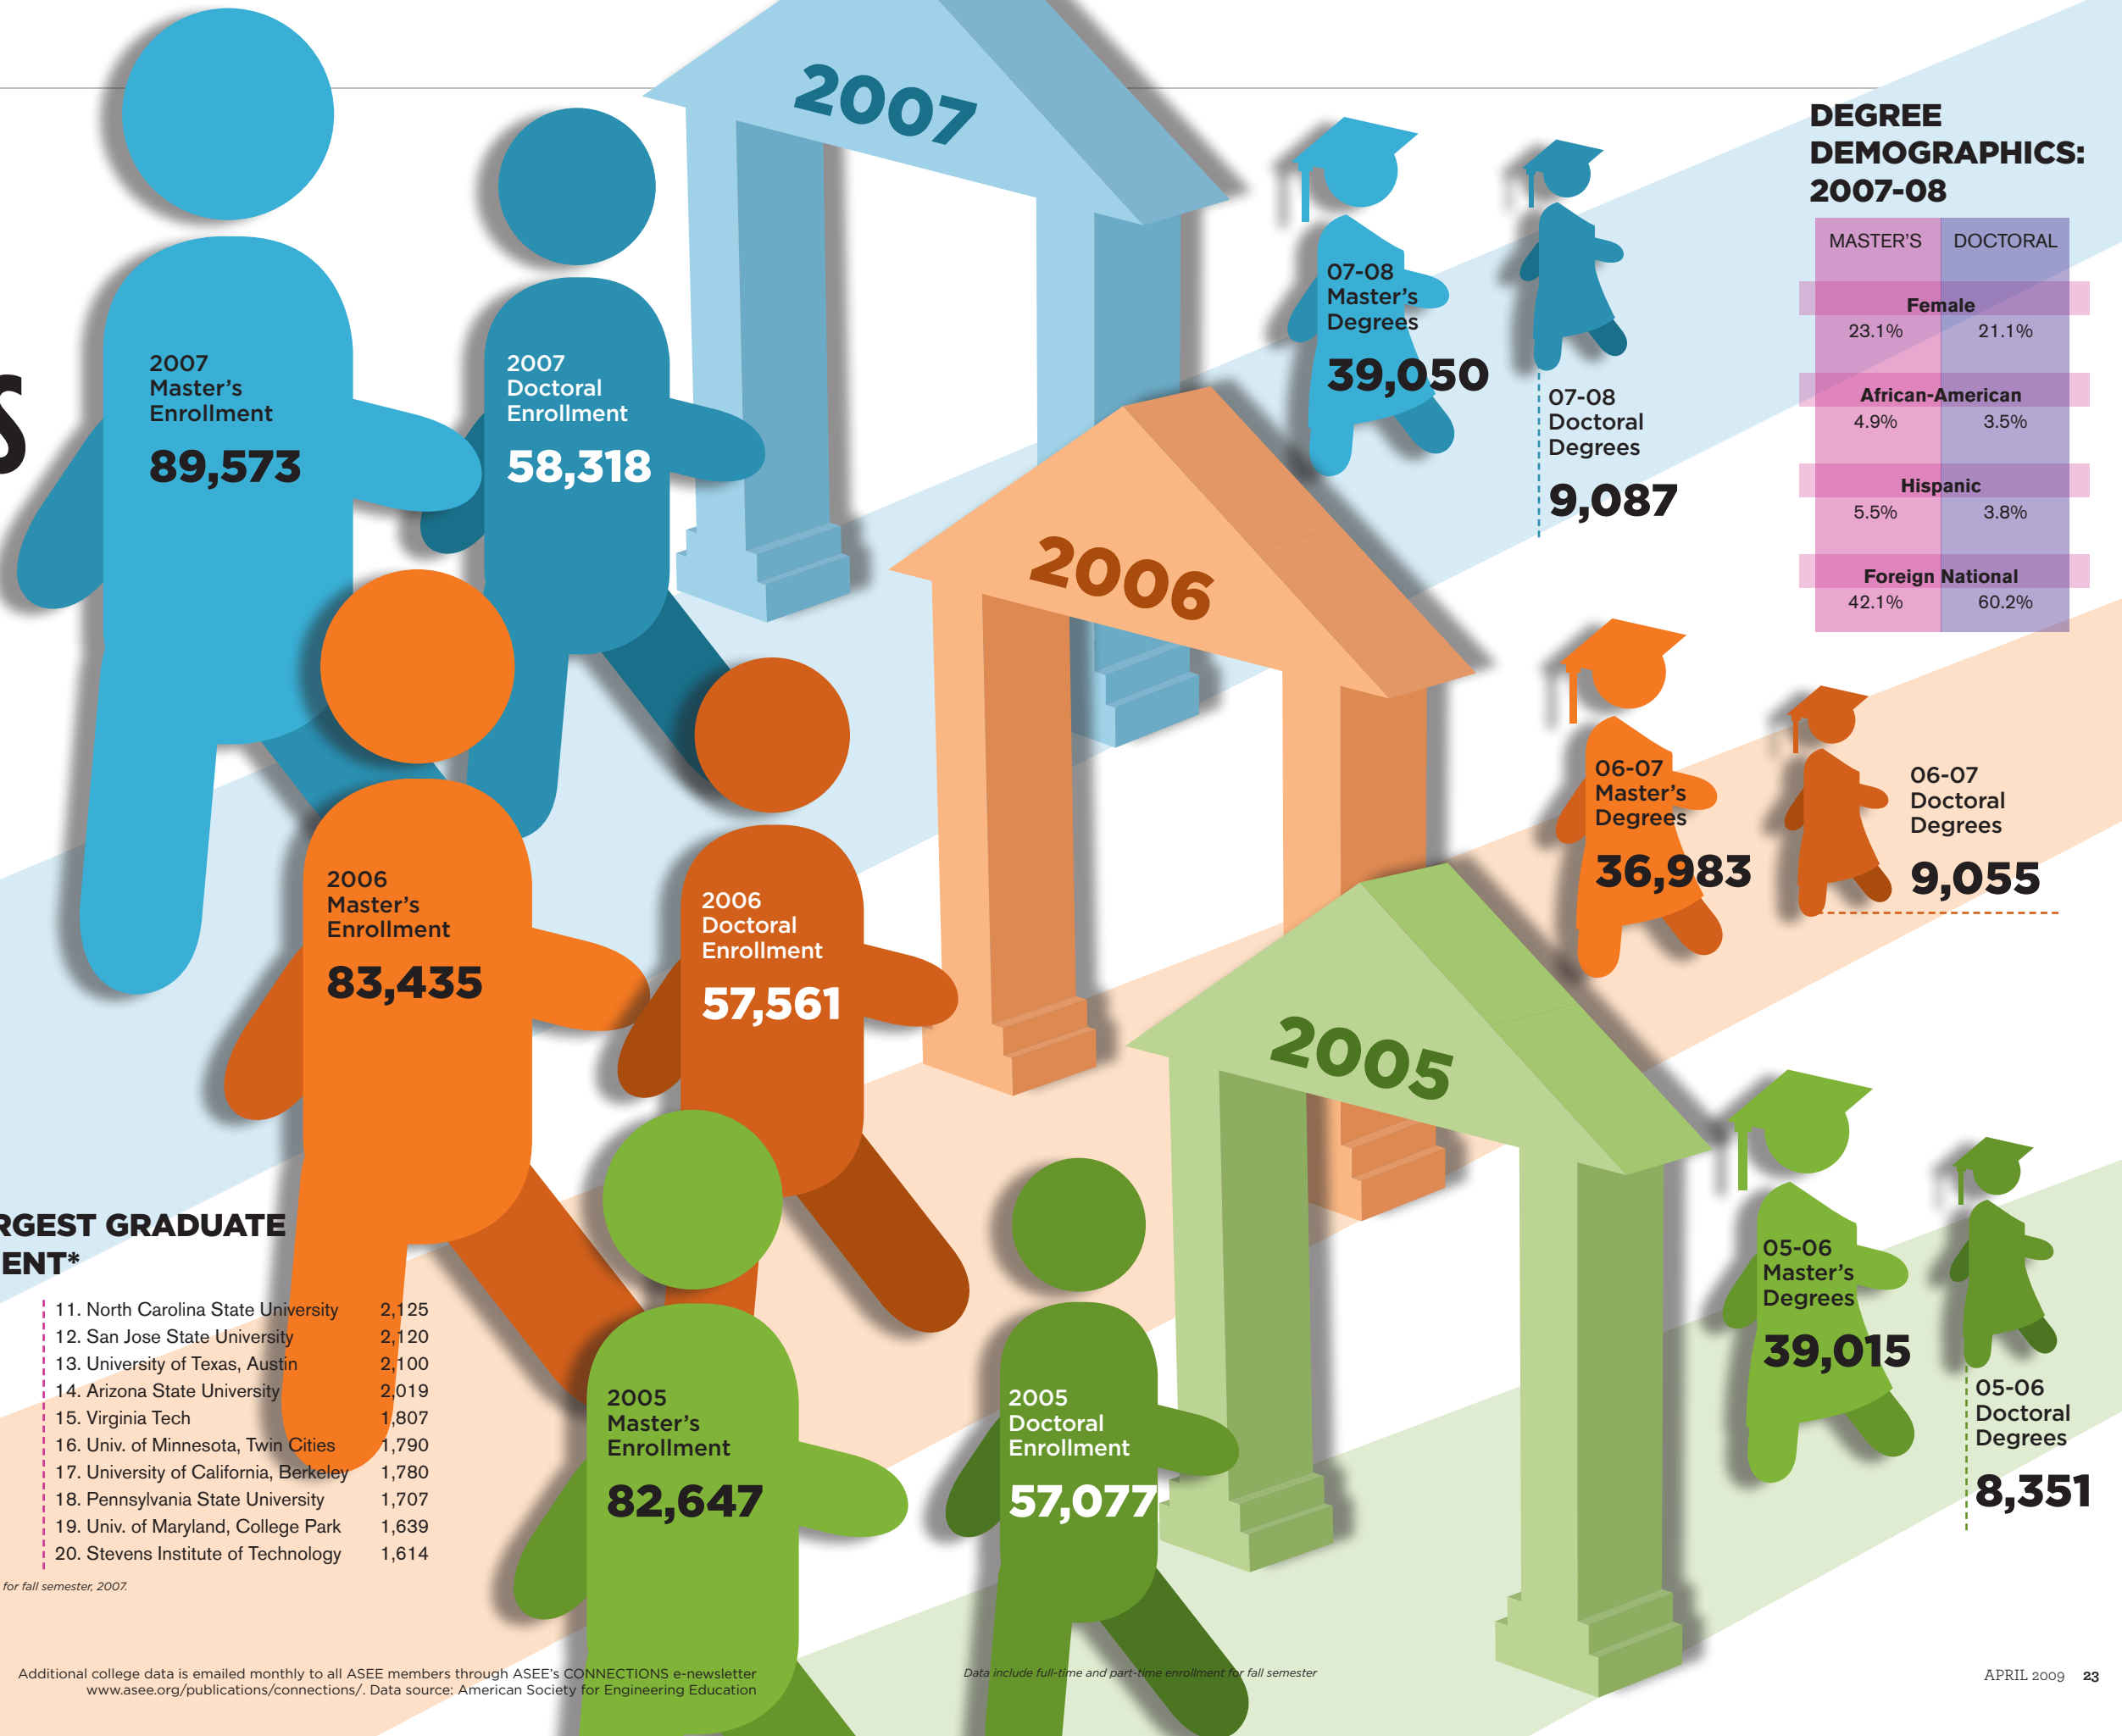 S
2007
2007
Master's
Enrollment
89,573
2007
Doctoral
Enrollment
58,318
07-08
Master's
Degrees
39,050
07-08
Doctoral
Degrees
9,087
DEGREE
DEMOGRAPHICS:
2007-08
MASTER'S DOCTORAL
Female
23.1% 21.1%
African-American
4.9% 3.5%
Hispanic
5.5% 3.8%
Foreign National
42.1% 60.2%
2006
2006
Master's
Enrollment
83,435
2006
Doctoral
Enrollment
57,561
06-07
Master's
Degrees
36,983
06-07
Doctoral
Degrees
9,055
2005
2005
Master's
Enrollment
82,647
2005
Doctoral
Enrollment
57,077
05-06
Master's
Degrees
39,015
05-06
Doctoral
Degrees
8,351
RGEST GRADUATE
ENT*
11. North Carolina State University 2,125
12. San Jose State University 2,120
13. University of Texas, Austin 2,100
14. Arizona State University 2,019
15. Virginia Tech 1,807
16. Univ. of Minnesota, Twin Cities 1,790
17. University of California, Berkeley 1,780
18. Pennsylvania State University 1,707
19. Univ. of Maryland, College Park 1,639
20. Stevens Institute of Technology 1,614
for fall semester, 2007.
Additional college data is emailed monthly to all ASEE members through ASEE's CONNECTIONS e-newsletter
www.asee.org/publications/connections/. Data source: American Society for Engineering Education
Data include full-time and part-time enrollment for fall semester
APRIL 2009 23